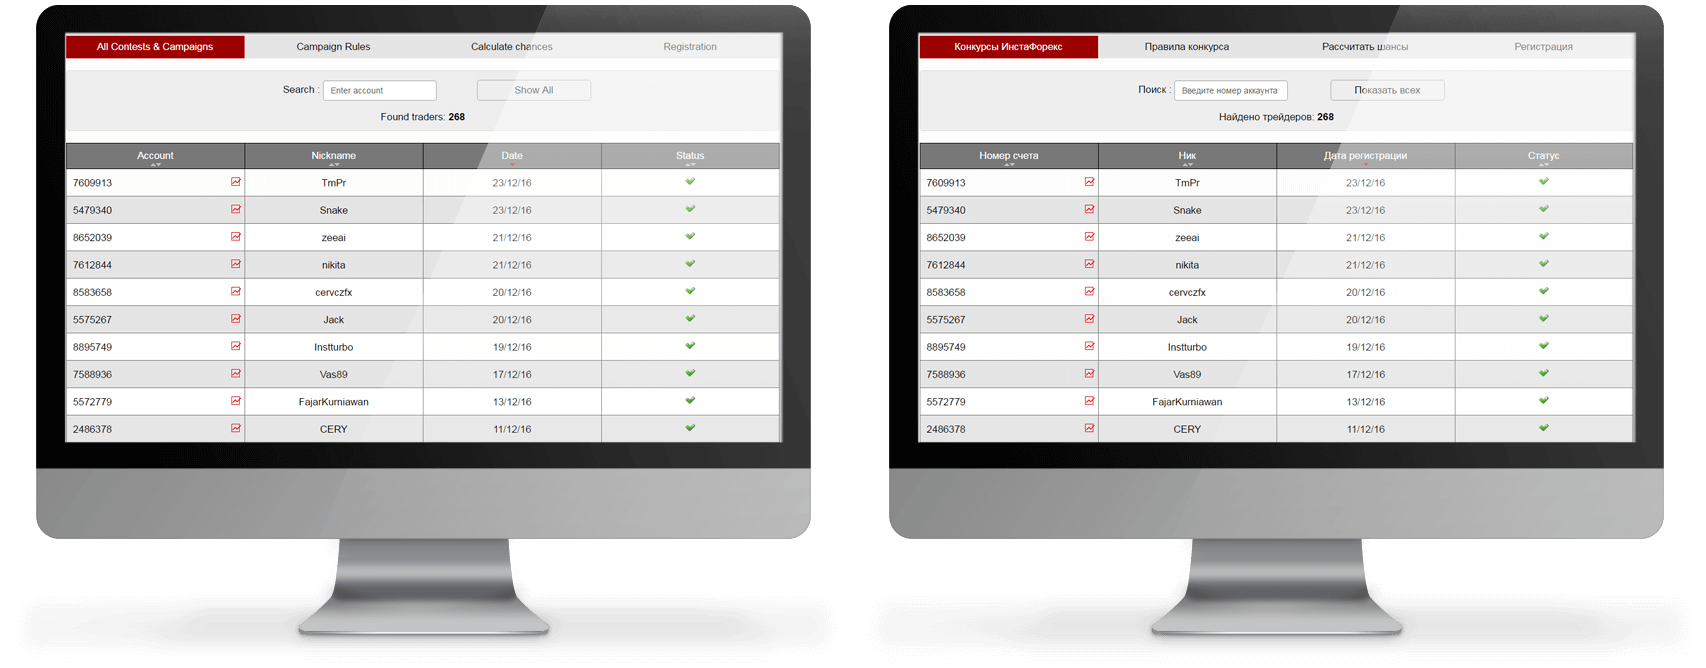 All Contests & Campaigns Campaign Rules Calculate chances Registration
Search : Enter account Show All
Found traders: 268
Account Nickname Date Status
7609913 TmPr 23/12/16
5479340 Snake 23/12/16
8652039 zeeai 21/12/16
7612844 nikita 21/12/16
8583658 cervczfx 20/12/16
5575267 Jack 20/12/16
8895749 Instturbo 19/12/16
7588936 Vas89 17/12/16
5572779 FajarKurniawan 13/12/16
2486378 CERY 11/12/16
Конкурсы ИнстаФорекс Правила конкурса Рассчитать шансы Регистрация
Поиск : Введите номер аккаунта Показать всех
Найдено трейдеров: 268
Номер счета Ник Дата регистрации Статус
7609913 TmPr 23/12/16
5479340 Snake 23/12/16
8652039 zeeai 21/12/16
7612844 nikita 21/12/16
8583658 cervczfx 20/12/16
5575267 Jack 20/12/16
8895749 Instturbo 19/12/16
7588936 Vas89 17/12/16
5572779 FajarKurniawan 13/12/16
2486378 CERY 11/12/16